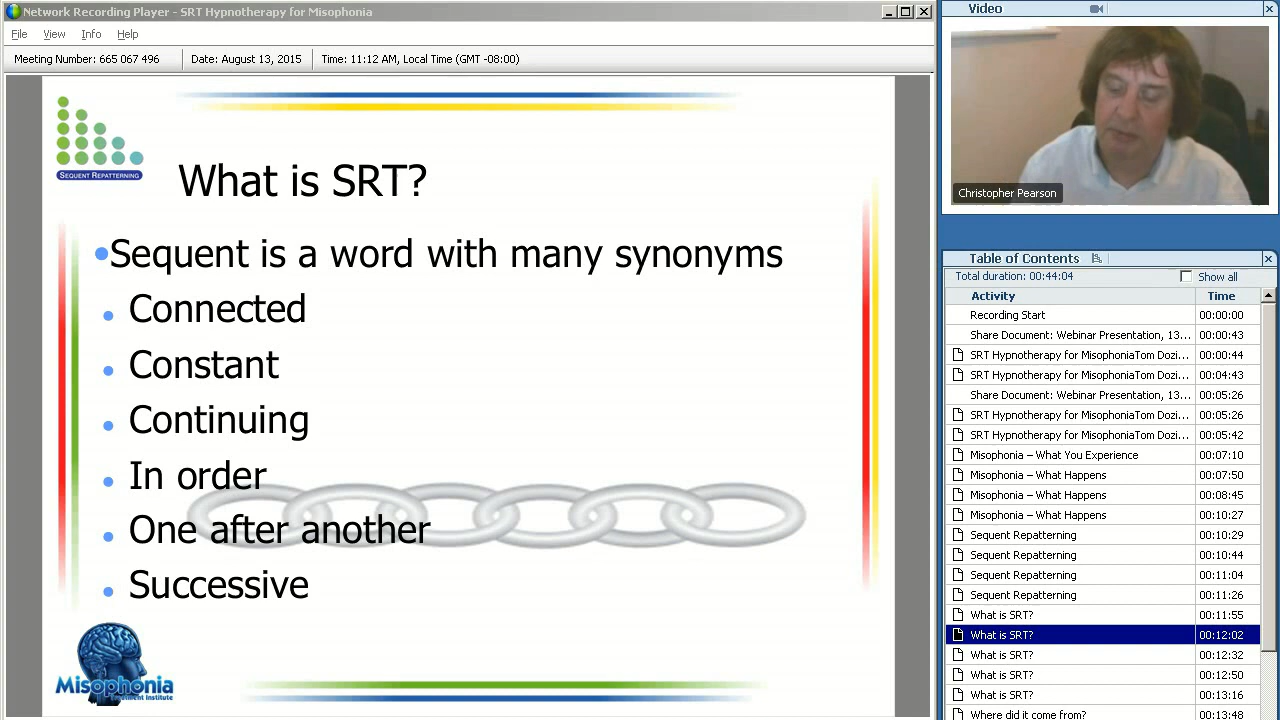 Network Recording Player - SRT Hypnotherapy for Misophonia
File View Info Help
Meeting Number: 665 067 496 Date: August 13, 2015 Time: 11:12 AM, Local Time (GMT -08:00)
SEQUENT REPATTERNING
What is SRT?
•Sequent is a word with many synonyms
• Connected
• Constant
• Continuing
• In order
• One after another
• Successive
Misophonia
Treatment Institute
Video
Christopher Pearson
Table of Contents
Total duration: 00:44:04 Show all
Activity Time
Recording Start 00:00:00
Share Document: Webinar Presentation, 13... 00:00:43
SRT Hypnotherapy for MisophoniaTom Dozi... 00:00:44
SRT Hypnotherapy for MisophoniaTom Dozi... 00:04:43
Share Document: Webinar Presentation, 13... 00:05:26
SRT Hypnotherapy for MisophoniaTom Dozi... 00:05:26
SRT Hypnotherapy for MisophoniaTom Dozi... 00:05:42
Misophonia – What You Experience 00:07:10
Misophonia – What Happens 00:07:50
Misophonia – What Happens 00:08:45
Misophonia – What Happens 00:10:27
Sequent Repatterning 00:10:29
Sequent Repatterning 00:10:44
Sequent Repatterning 00:11:04
Sequent Repatterning 00:11:26
What is SRT? 00:11:55
What is SRT? 00:12:02
What is SRT? 00:12:32
What is SRT? 00:12:50
What is SRT? 00:13:16
Where did it come from? 00:13:48